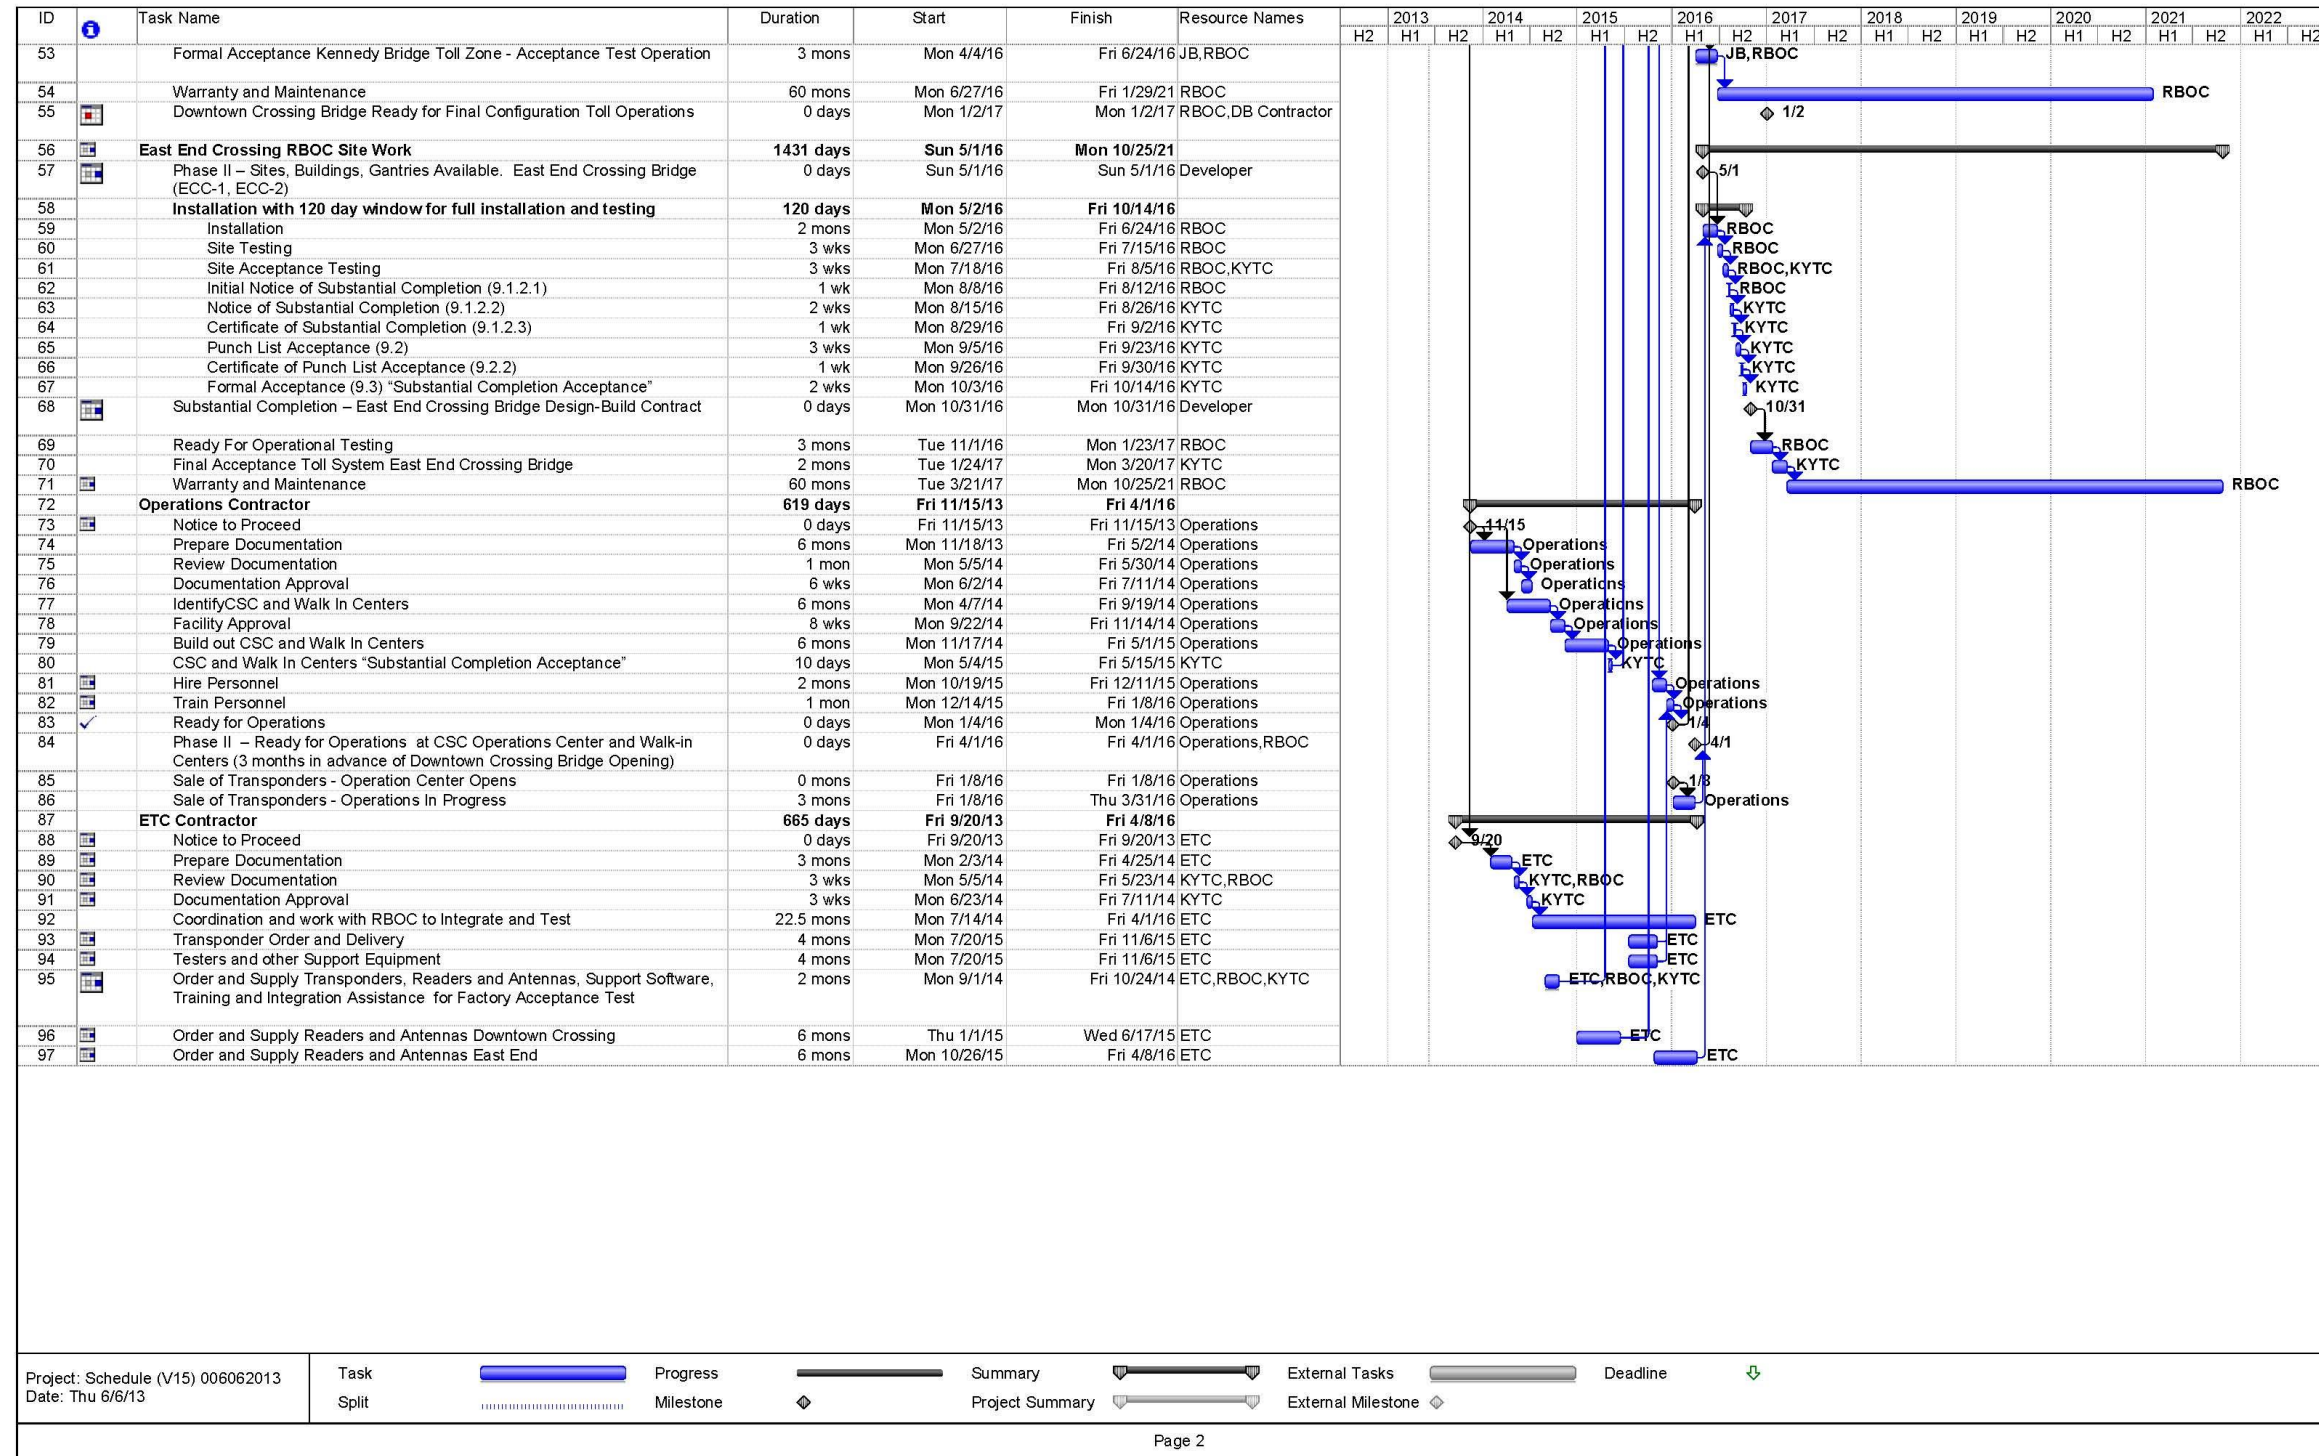 ID Task Name Duration Start Finish Resource Names 2013 2014 2015 2016 2017 2018 2019 2020 2021 2022
H2 H1 H2 H1 H2 H1 H2 H1 H2 H1 H2 H1 H2 H1 H2 H1 H2 H1 H2 H1 H2
53 Formal Acceptance Kennedy Bridge Toll Zone - Acceptance Test Operation 3 mons Mon 4/4/16 Fri 6/24/16 JB,RBOC JB,RBOC
54 Warranty and Maintenance 60 mons Mon 6/27/16 Fri 1/29/21 RBOC RBOC
55 Downtown Crossing Bridge Ready for Final Configuration Toll Operations 0 days Mon 1/2/17 Mon 1/2/17 RBOC,DB Contractor 1/2
56 East End Crossing RBOC Site Work 1431 days Sun 5/1/16 Mon 10/25/21
57 Phase II – Sites, Buildings, Gantries Available. East End Crossing Bridge 0 days Sun 5/1/16 Sun 5/1/16 Developer 5/1
(ECC-1, ECC-2)
58 Installation with 120 day window for full installation and testing 120 days Mon 5/2/16 Fri 10/14/16
59 Installation 2 mons Mon 5/2/16 Fri 6/24/16 RBOC RBOC
60 Site Testing 3 wks Mon 6/27/16 Fri 7/15/16 RBOC RBOC
61 Site Acceptance Testing 3 wks Mon 7/18/16 Fri 8/5/16 RBOC,KYTC RBOC,KYTC
62 Initial Notice of Substantial Completion (9.1.2.1) 1 wk Mon 8/8/16 Fri 8/12/16 RBOC RBOC
63 Notice of Substantial Completion (9.1.2.2) 2 wks Mon 8/15/16 Fri 8/26/16 KYTC KYTC
64 Certificate of Substantial Completion (9.1.2.3) 1 wk Mon 8/29/16 Fri 9/2/16 KYTC KYTC
65 Punch List Acceptance (9.2) 3 wks Mon 9/5/16 Fri 9/23/16 KYTC KYTC
66 Certificate of Punch List Acceptance (9.2.2) 1 wk Mon 9/26/16 Fri 9/30/16 KYTC KYTC
67 Formal Acceptance (9.3) “Substantial Completion Acceptance” 2 wks Mon 10/3/16 Fri 10/14/16 KYTC KYTC
68 Substantial Completion – East End Crossing Bridge Design-Build Contract 0 days Mon 10/31/16 Mon 10/31/16 Developer 10/31
69 Ready For Operational Testing 3 mons Tue 11/1/16 Mon 1/23/17 RBOC RBOC
70 Final Acceptance Toll System East End Crossing Bridge 2 mons Tue 1/24/17 Mon 3/20/17 KYTC KYTC
71 Warranty and Maintenance 60 mons Tue 3/21/17 Mon 10/25/21 RBOC RBOC
72 Operations Contractor 619 days Fri 11/15/13 Fri 4/1/16
73 Notice to Proceed 0 days Fri 11/15/13 Fri 11/15/13 Operations 11/15
74 Prepare Documentation 6 mons Mon 11/18/13 Fri 5/2/14 Operations Operations
75 Review Documentation 1 mon Mon 5/5/14 Fri 5/30/14 Operations Operations
76 Documentation Approval 6 wks Mon 6/2/14 Fri 7/11/14 Operations Operations
77 IdentifyCSC and Walk In Centers 6 mons Mon 4/7/14 Fri 9/19/14 Operations Operations
78 Facility Approval 8 wks Mon 9/22/14 Fri 11/14/14 Operations Operations
79 Build out CSC and Walk In Centers 6 mons Mon 11/17/14 Fri 5/1/15 Operations Operations
80 CSC and Walk In Centers “Substantial Completion Acceptance” 10 days Mon 5/4/15 Fri 5/15/15 KYTC KYTC
81 Hire Personnel 2 mons Mon 10/19/15 Fri 12/11/15 Operations Operations
82 Train Personnel 1 mon Mon 12/14/15 Fri 1/8/16 Operations Operations
83 Ready for Operations 0 days Mon 1/4/16 Mon 1/4/16 Operations 1/4
84 Phase II – Ready for Operations at CSC Operations Center and Walk-in 0 days Fri 4/1/16 Fri 4/1/16 Operations,RBOC 4/1
Centers (3 months in advance of Downtown Crossing Bridge Opening)
85 Sale of Transponders - Operation Center Opens 0 mons Fri 1/8/16 Fri 1/8/16 Operations 1/8
86 Sale of Transponders - Operations In Progress 3 mons Fri 1/8/16 Thu 3/31/16 Operations Operations
87 ETC Contractor 665 days Fri 9/20/13 Fri 4/8/16
88 Notice to Proceed 0 days Fri 9/20/13 Fri 9/20/13 ETC 9/20
89 Prepare Documentation 3 mons Mon 2/3/14 Fri 4/25/14 ETC ETC
90 Review Documentation 3 wks Mon 5/5/14 Fri 5/23/14 KYTC,RBOC KYTC,RBOC
91 Documentation Approval 3 wks Mon 6/23/14 Fri 7/11/14 KYTC KYTC
92 Coordination and work with RBOC to Integrate and Test 22.5 mons Mon 7/14/14 Fri 4/1/16 ETC ETC
93 Transponder Order and Delivery 4 mons Mon 7/20/15 Fri 11/6/15 ETC ETC
94 Testers and other Support Equipment 4 mons Mon 7/20/15 Fri 11/6/15 ETC ETC
95 Order and Supply Transponders, Readers and Antennas, Support Software, 2 mons Mon 9/1/14 Fri 10/24/14 ETC,RBOC,KYTC ETC,RBOC,KYTC
Training and Integration Assistance for Factory Acceptance Test
96 Order and Supply Readers and Antennas Downtown Crossing 6 mons Thu 1/1/15 Wed 6/17/15 ETC ETC
97 Order and Supply Readers and Antennas East End 6 mons Mon 10/26/15 Fri 4/8/16 ETC ETC
Project: Schedule (V15) 006062013
Date: Thu 6/6/13
Task Progress Summary External Tasks Deadline
Split Milestone Project Summary External Milestone
Page 2